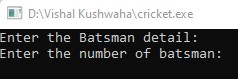 D:\Vishal Kushwaha\cricket.exe
Enter the Batsman detail:
Enter the number of batsman: